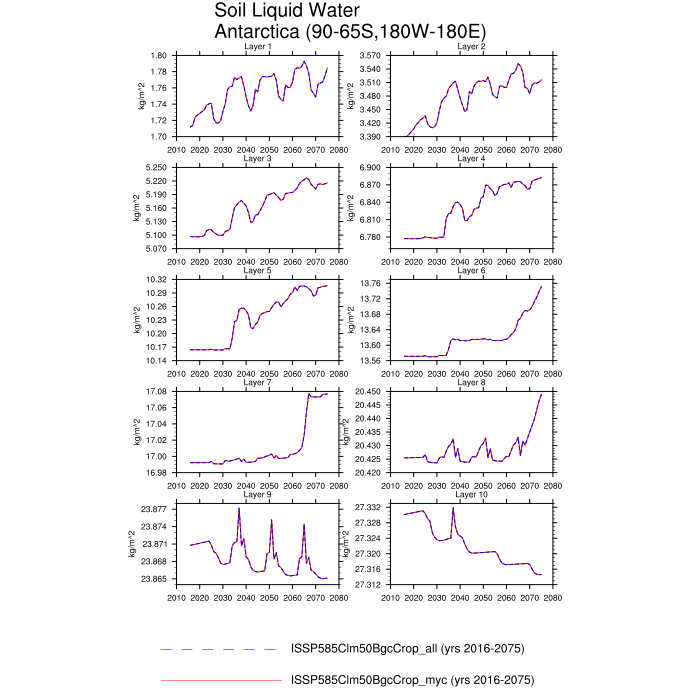 Soil Liquid Water
Antarctica (90-65S,180W-180E)
Layer 1
Layer 2
1.80
1.78
1.76
1.74
1.72
1.70
kg/m^2
2010 2020 2030 2040 2050 2060 2070 2080
3.570
3.540
3.510
3.480
3.450
3.420
3.390
kg/m^2
2010 2020 2030 2040 2050 2060 2070 2080
Layer 3
Layer 4
5.250
5.220
5.190
5.160
5.130
5.100
5.070
kg/m^2
2010 2020 2030 2040 2050 2060 2070 2080
6.900
6.870
6.840
6.810
6.780
kg/m^2
2010 2020 2030 2040 2050 2060 2070 2080
Layer 5
Layer 6
10.32
10.29
10.26
10.23
10.20
10.17
10.14
kg/m^2
2010 2020 2030 2040 2050 2060 2070 2080
13.76
13.72
13.68
13.64
13.60
13.56
kg/m^2
2010 2020 2030 2040 2050 2060 2070 2080
Layer 7
Layer 8
17.08
17.06
17.04
17.02
17.00
16.98
kg/m^2
2010 2020 2030 2040 2050 2060 2070 2080
20.450
20.445
20.440
20.435
20.430
20.425
20.420
kg/m^2
2010 2020 2030 2040 2050 2060 2070 2080
Layer 9
Layer 10
23.877
23.874
23.871
23.868
23.865
kg/m^2
2010 2020 2030 2040 2050 2060 2070 2080
27.332
27.328
27.324
27.320
27.316
27.312
kg/m^2
2010 2020 2030 2040 2050 2060 2070 2080
ISSP585Clm50BgcCrop_all (yrs 2016-2075)
ISSP585Clm50BgcCrop_myc (yrs 2016-2075)